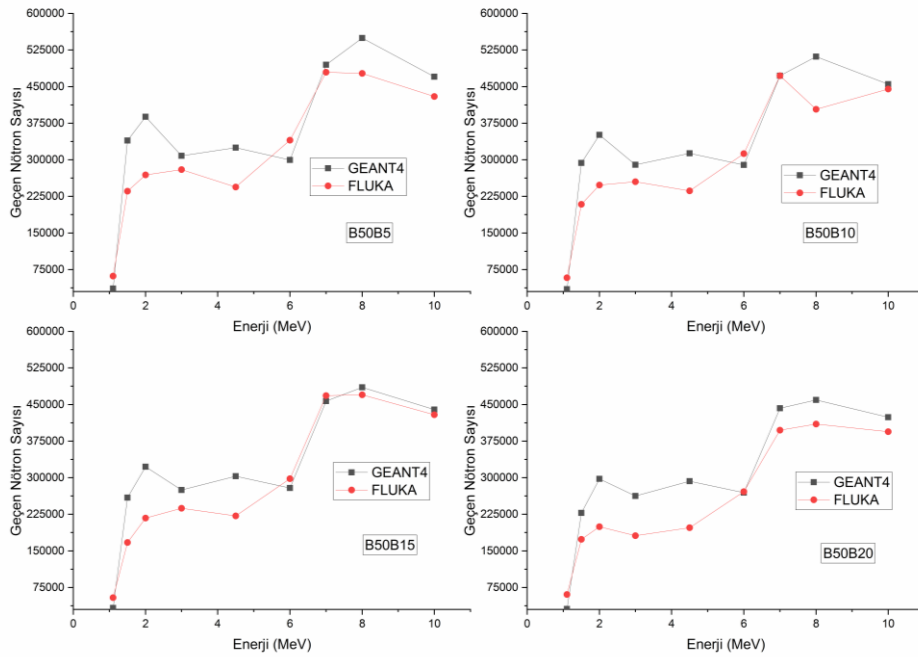 600000
525000
450000
375000
300000
225000
150000
75000
Geçen Nötron Sayısı
GEANT4
FLUKA
B50B5
0 2 4 6 8 10
Enerji (MeV)
600000
525000
450000
375000
300000
225000
150000
75000
Geçen Nötron Sayısı
GEANT4
FLUKA
B50B10
0 2 4 6 8 10
Enerji (MeV)
600000
525000
450000
375000
300000
225000
150000
75000
Geçen Nötron Sayısı
GEANT4
FLUKA
B50B15
0 2 4 6 8 10
Enerji (MeV)
600000
525000
450000
375000
300000
225000
150000
75000
Geçen Nötron Sayısı
GEANT4
FLUKA
B50B20
0 2 4 6 8 10
Enerji (MeV)